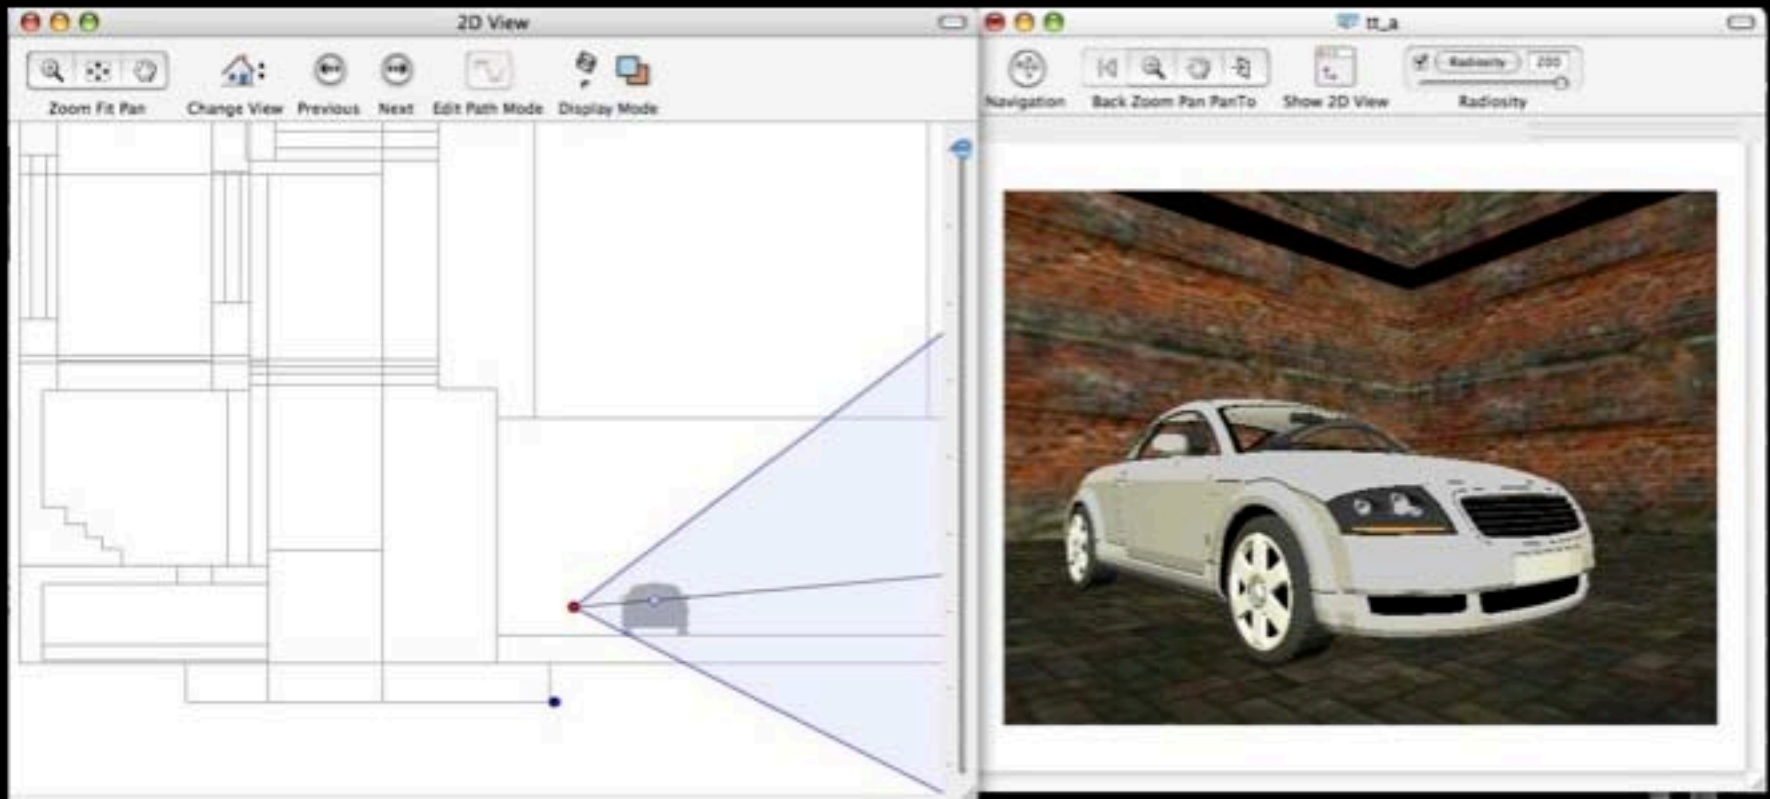 2D View
Zoom Fit Pan
Change View
Previous
Next
Edit Path Mode
Display Mode
tt_a
Radiosity
200
Navigation
Back Zoom Pan PanTo
Show 2D View
Radiosity